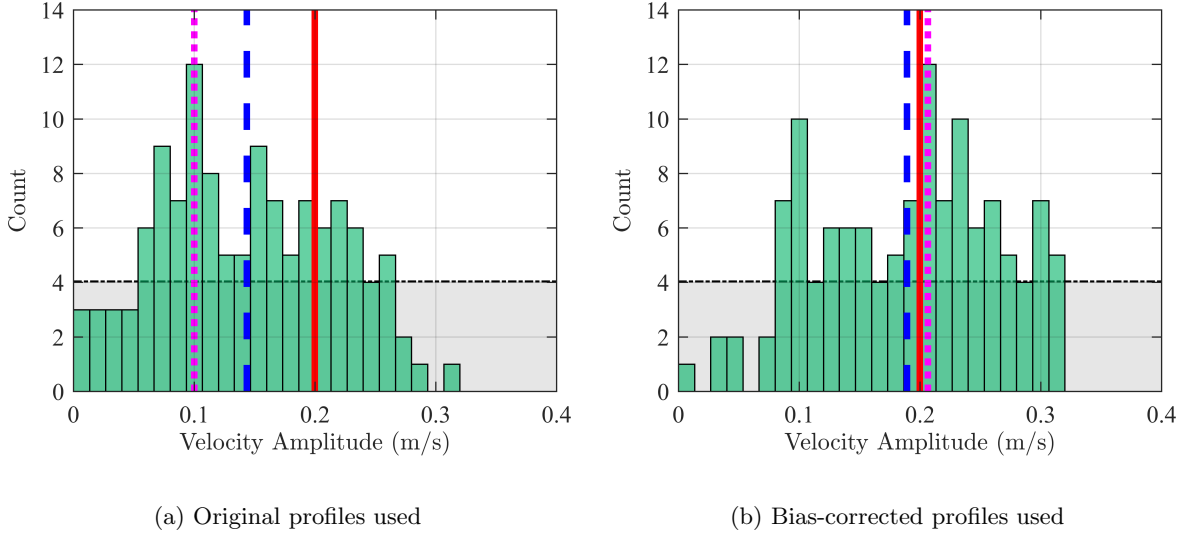 14
12
10
8
6
4
2
0
Count
0 0.1 0.2 0.3 0.4
Velocity Amplitude (m/s)
(a) Original profiles used
14
12
10
8
6
4
2
0
Count
0 0.1 0.2 0.3 0.4
Velocity Amplitude (m/s)
(b) Bias-corrected profiles used